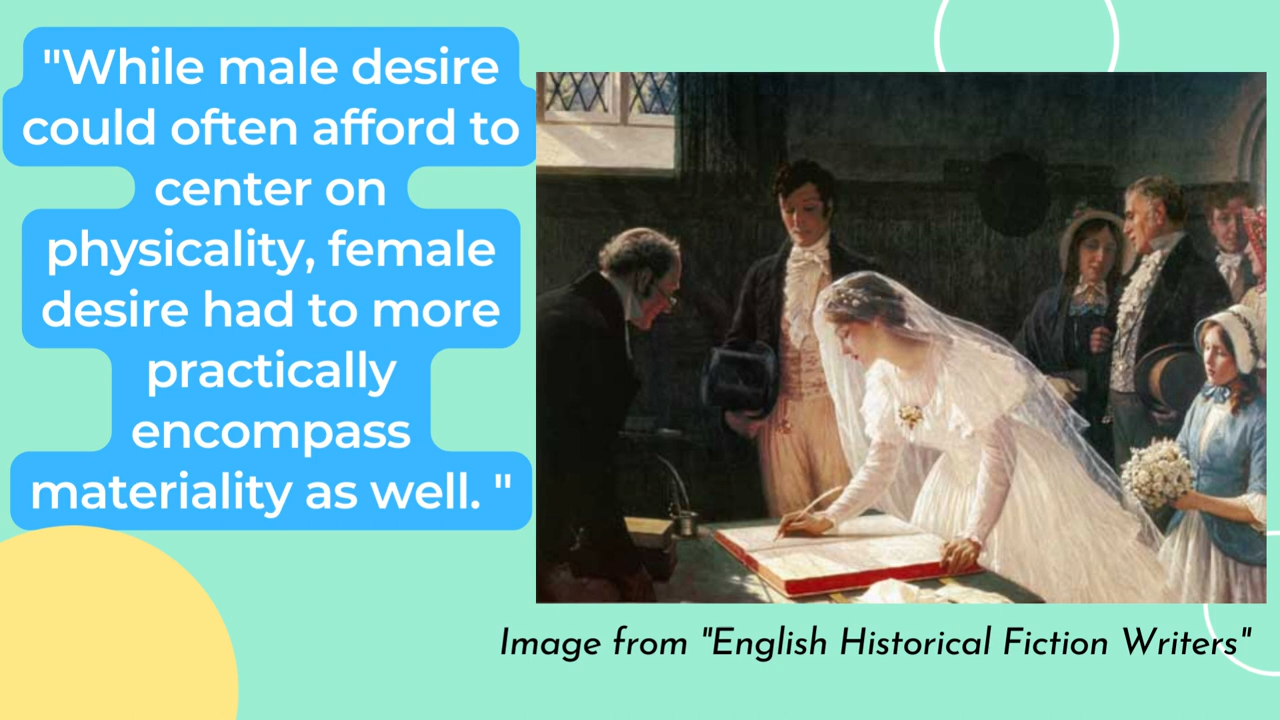 "While male desire
could often afford to
center on
physicality, female
desire had to more
practically
encompass
materiality as well. "
Image from "English Historical Fiction Writers"